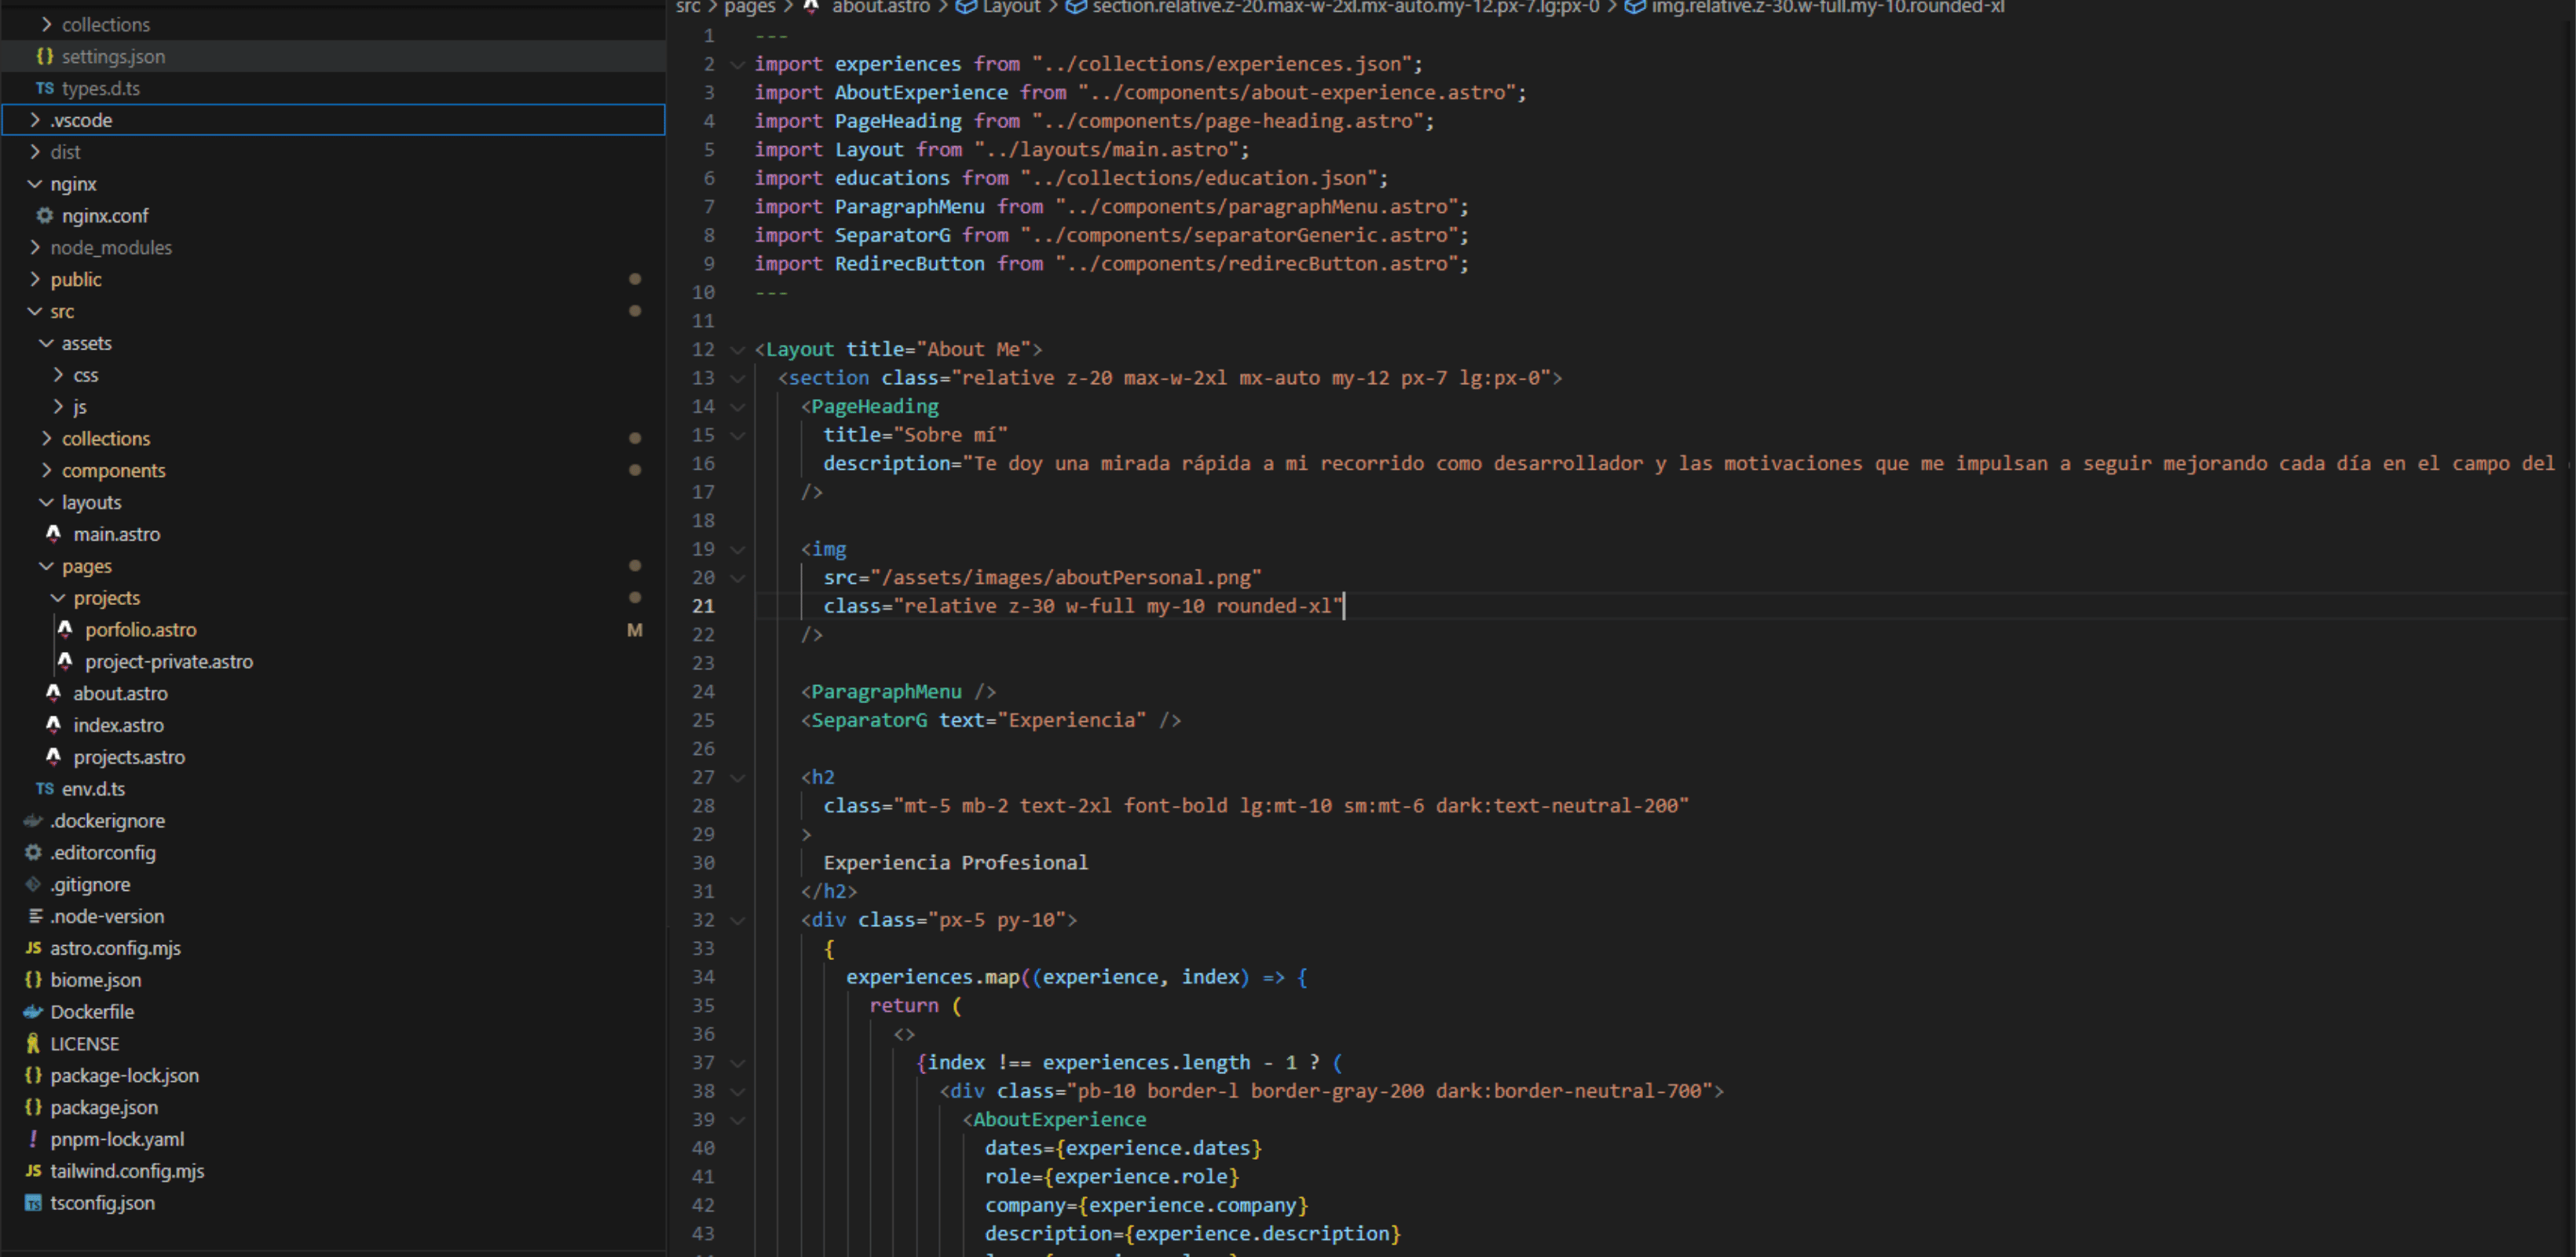 collections
{} settings.json
TS types.d.ts
.vscode
dist
nginx
nginx.conf
node_modules
public
src
assets
css
js
collections
components
layouts
main.astro
pages
projects
porfolio.astro M
project-private.astro
about.astro
index.astro
projects.astro
TS env.d.ts
.dockerignore
.editorconfig
.gitignore
.node-version
JS astro.config.mjs
{} biome.json
Dockerfile
LICENSE
{} package-lock.json
{} package.json
! pnpm-lock.yaml
JS tailwind.config.mjs
TS tsconfig.json
src > pages > about.astro > Layout > section.relative.z-20.max-w-2xl.mx-auto.my-12.px-7.lg:px-0 > img.relative.z-30.w-full.my-10.rounded-xl
1 ---
2 import experiences from "../collections/experiences.json";
3 import AboutExperience from "../components/about-experience.astro";
4 import PageHeading from "../components/page-heading.astro";
5 import Layout from "../layouts/main.astro";
6 import educations from "../collections/education.json";
7 import ParagraphMenu from "../components/paragraphMenu.astro";
8 import SeparatorG from "../components/separatorGeneric.astro";
9 import RedirecButton from "../components/redirecButton.astro";
10 ---
11
12 <Layout title="About Me">
13 <section class="relative z-20 max-w-2xl mx-auto my-12 px-7 lg:px-0">
14 <PageHeading
15 title="Sobre mí"
16 description="Te doy una mirada rápida a mi recorrido como desarrollador y las motivaciones que me impulsan a seguir mejorando cada día en el campo del
17 />
18
19 <img
20 src="/assets/images/aboutPersonal.png"
21 class="relative z-30 w-full my-10 rounded-xl"
22 />
23
24 <ParagraphMenu />
25 <SeparatorG text="Experiencia" />
26
27 <h2
28 class="mt-5 mb-2 text-2xl font-bold lg:mt-10 sm:mt-6 dark:text-neutral-200"
29 >
30 Experiencia Profesional
31 </h2>
32 <div class="px-5 py-10">
33 {
34 experiences.map((experience, index) => {
35 return (
36 <>
37 {index !== experiences.length - 1 ? (
38 <div class="pb-10 border-l border-gray-200 dark:border-neutral-700">
39 <AboutExperience
40 dates={experience.dates}
41 role={experience.role}
42 company={experience.company}
43 description={experience.description}